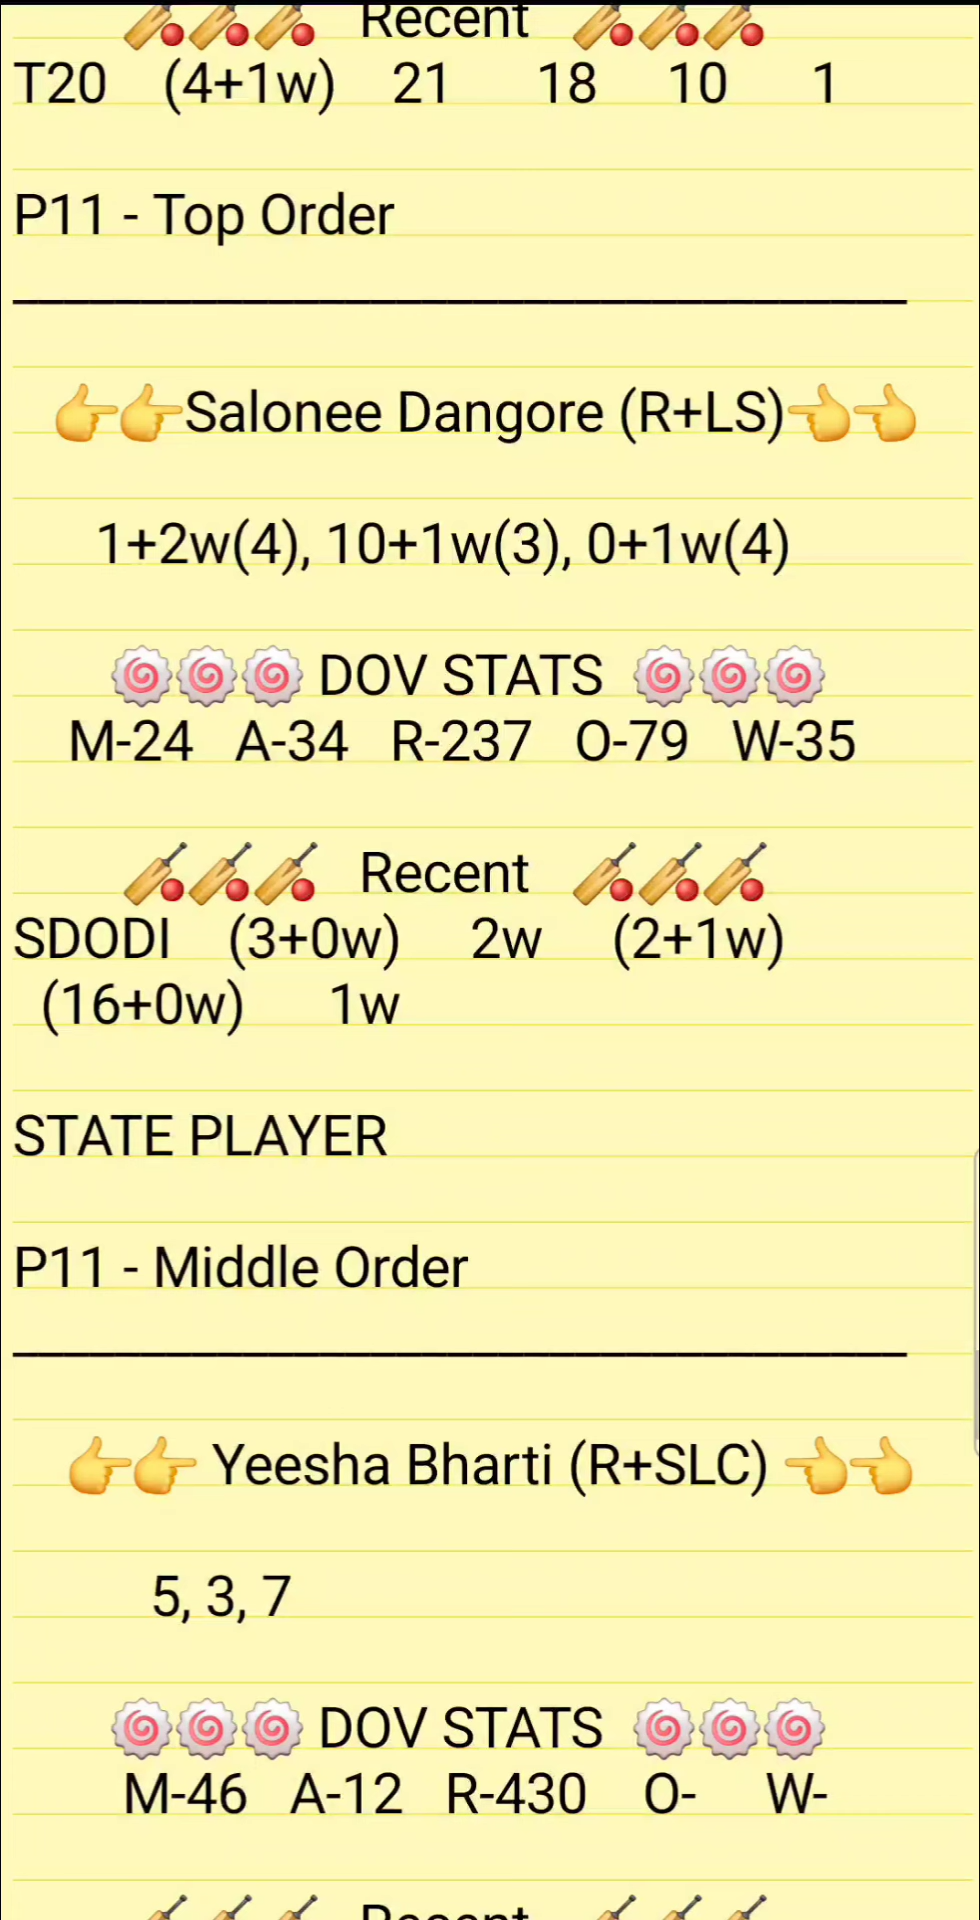 🏏🏏🏏 Recent 🏏🏏🏏
T20 (4+1w) 21 18 10 1
P11 - Top Order
👉👉Salonee Dangore (R+LS)👈👈
1+2w(4), 10+1w(3), 0+1w(4)
🍥🍥🍥 DOV STATS 🍥🍥🍥
M-24 A-34 R-237 O-79 W-35
🏏🏏🏏 Recent 🏏🏏🏏
SDODI (3+0w) 2w (2+1w)
(16+0w) 1w
STATE PLAYER
P11 - Middle Order
👉👉 Yeesha Bharti (R+SLC) 👈👈
5, 3, 7
🍥🍥🍥 DOV STATS 🍥🍥🍥
M-46 A-12 R-430 O- W-
🏏🏏🏏 Recent 🏏🏏🏏